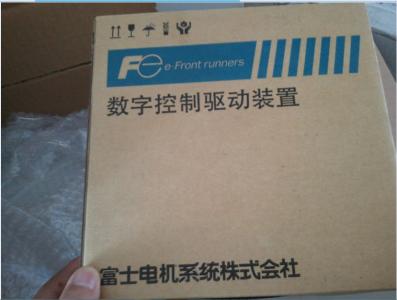 Fe e-Front runners
数字控制驱动装置
富士电机系统株式会社